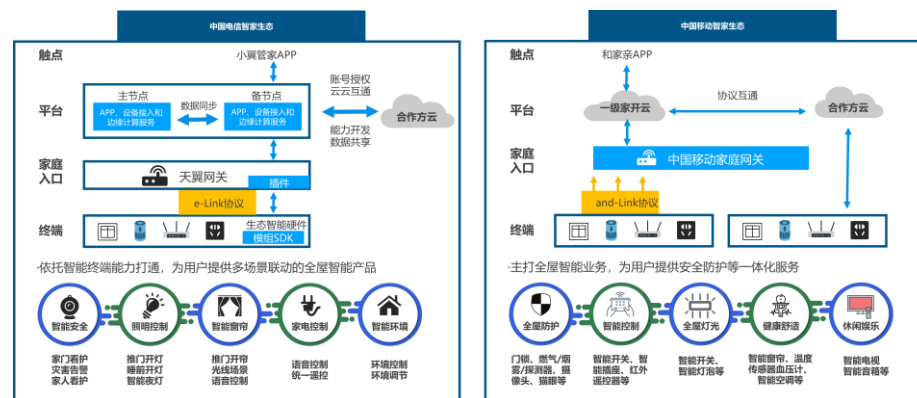 中国电信智家生态
触点
小翼管家APP
平台
主节点
APP、设备接入和
边缘计算服务
数据同步
备节点
APP、设备接入和
边缘计算服务
账号授权
云云互通
能力开发
数据共享
合作方云
家庭
入口
天翼网关
插件
e-Link协议
终端
生态智能硬件
模组SDK
·依托智能终端能力打通，为用户提供多场景联动的全屋智能产品
智能安全
照明控制
智能窗帘
家电控制
智能环境
家门看护
灾害告警
家人看护
推门开灯
睡前开灯
智能夜灯
推门开帘
光线场景
语音控制
语音控制
统一遥控
环境控制
环境调节
中国移动智家生态
触点
和家亲APP
平台
一级家开云
协议互通
合作方云
家庭
入口
中国移动家庭网关
and-Link协议
终端
·主打全屋智能业务，为用户提供安全防护等一体化服务
全屋防护
智能控制
全屋灯光
健康舒适
休闲娱乐
门锁、燃气/烟
雾/探测器、摄
像头、猫眼等
智能开关、智
能插座、红外
遥控器等
智能开关、
智能灯泡等
智能窗帘、温度
传感器血压计、
智能空调等
智能电视
智能音箱等